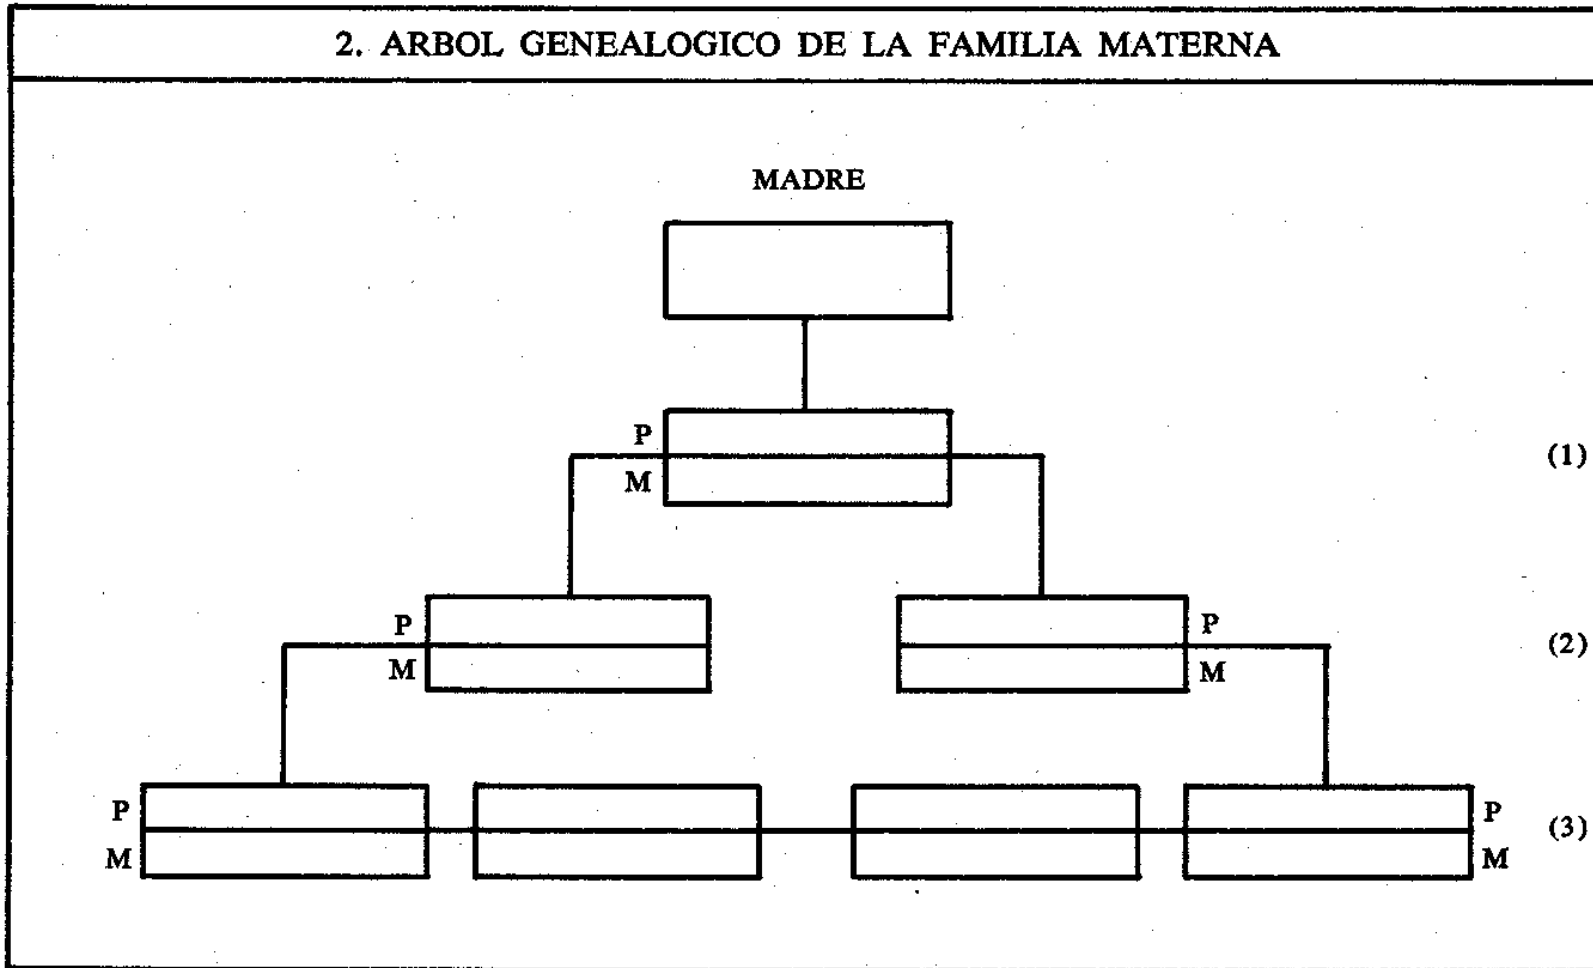 2. ARBOL GENEALOGICO DE LA FAMILIA MATERNA
MADRE
P
(1)
M
P P
(2)
M M
P P
(3)
M M